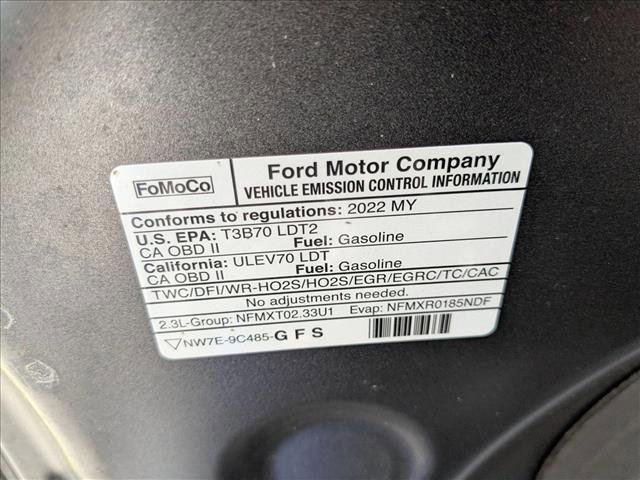 FoMoCo
Ford Motor Company
VEHICLE EMISSION CONTROL INFORMATION
Conforms to regulations: 2022 MY
U.S. EPA: T3B70 LDT2
CA OBD II Fuel: Gasoline
California: ULEV70 LDT
CA OBD II Fuel: Gasoline
TWC/DFI/WR-HO2S/HO2S/EGR/EGRC/TC/CAC
No adjustments needed.
2.3L-Group: NFMXT02.33U1 Evap: NFMXR0185NDF
NW7E-9C485-G F S